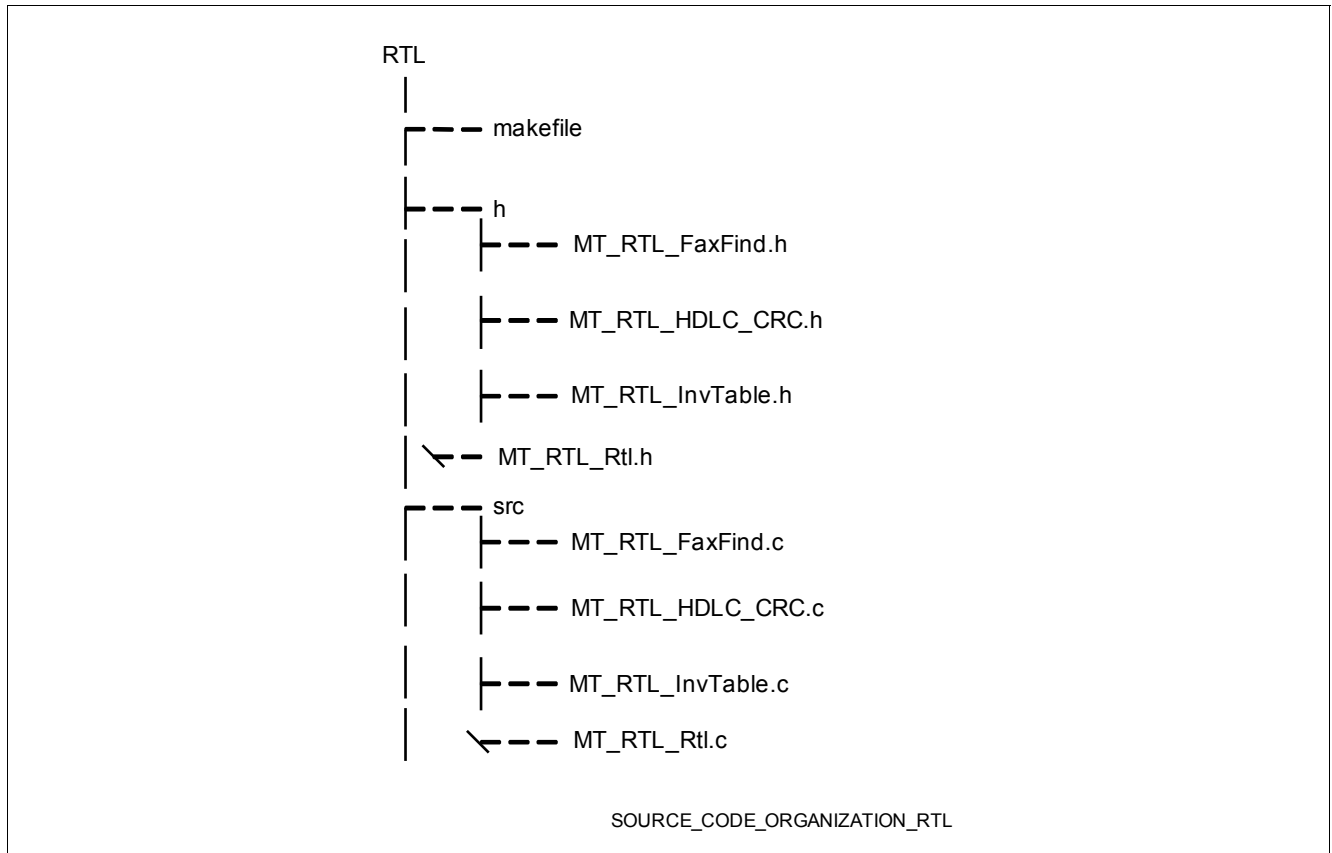 RTL
makefile
h
MT_RTL_FaxFind.h
MT_RTL_HDLC_CRC.h
MT_RTL_InvTable.h
MT_RTL_Rtl.h
src
MT_RTL_FaxFind.c
MT_RTL_HDLC_CRC.c
MT_RTL_InvTable.c
MT_RTL_Rtl.c
SOURCE_CODE_ORGANIZATION_RTL